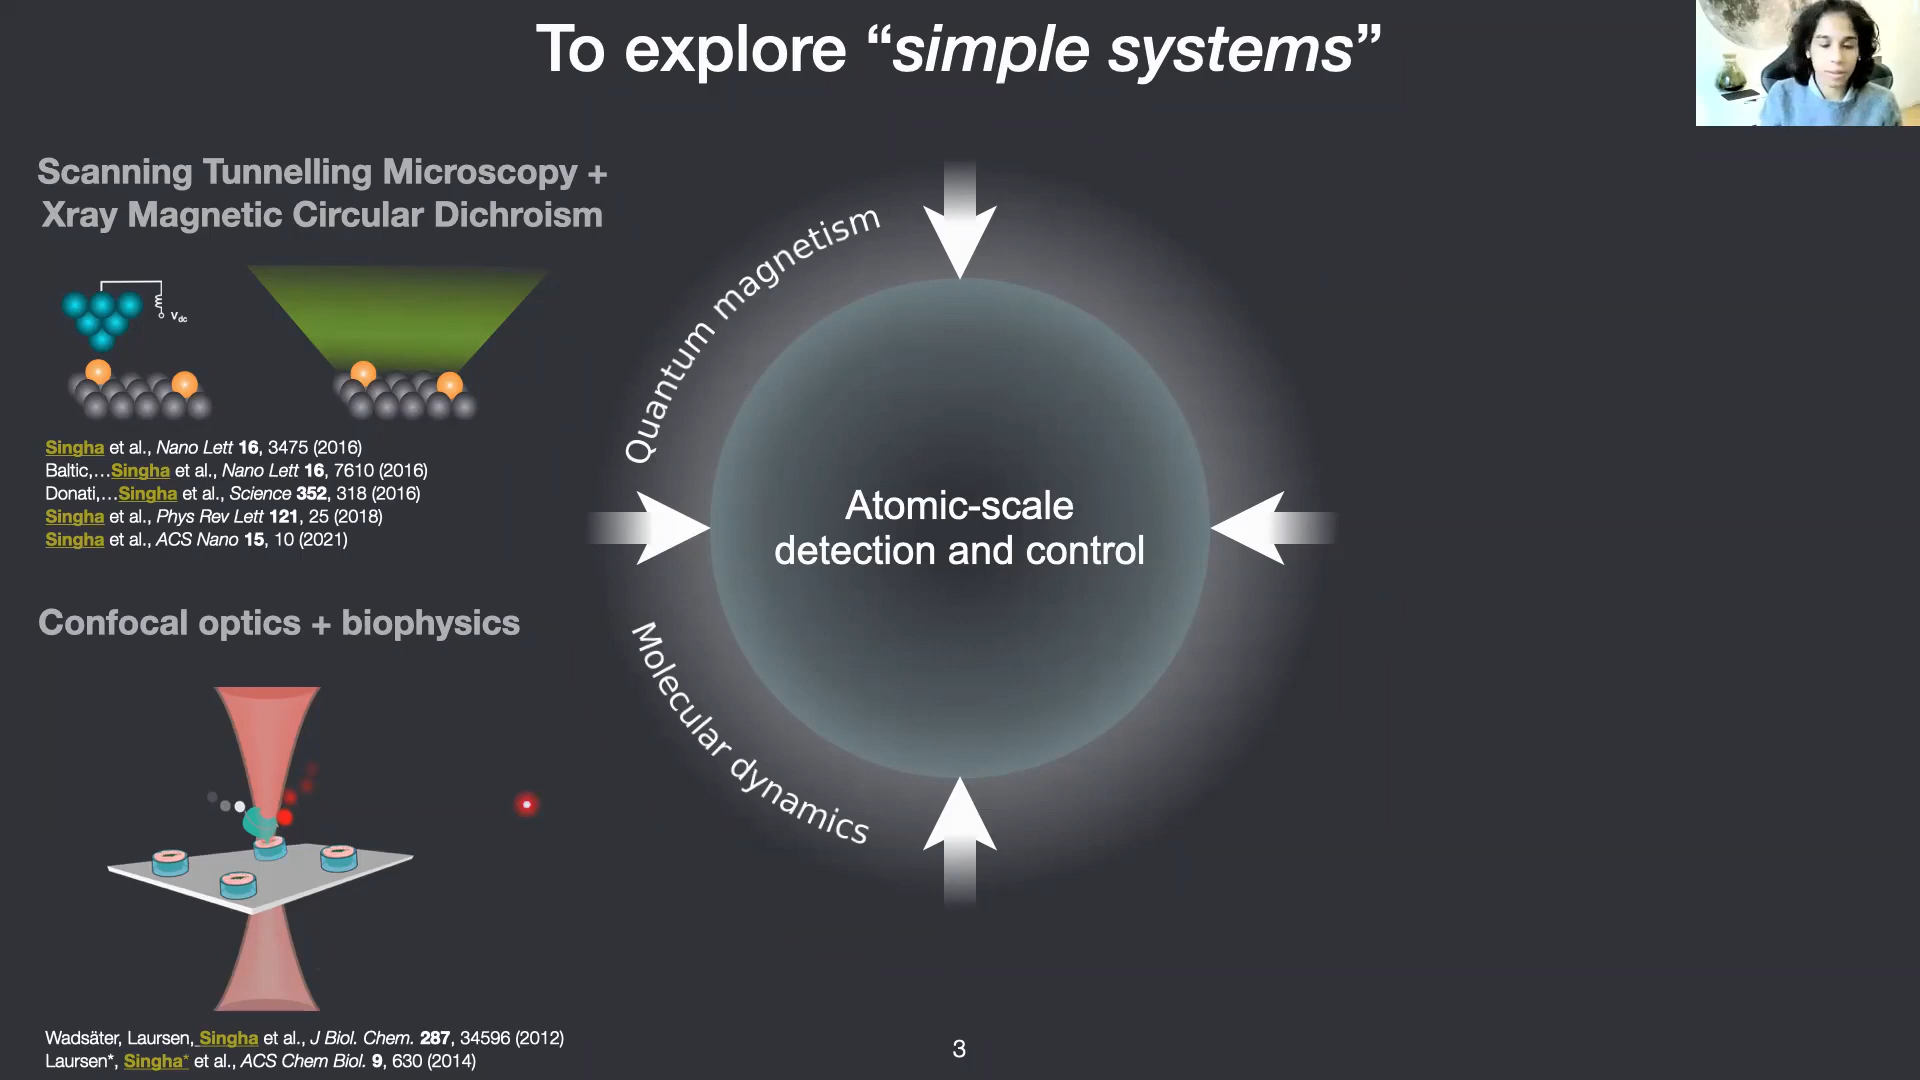 To explore “simple systems”
Scanning Tunnelling Microscopy +
Xray Magnetic Circular Dichroism
Vdc
Singha et al., Nano Lett 16, 3475 (2016)
Baltic,…Singha et al., Nano Lett 16, 7610 (2016)
Donati,…Singha et al., Science 352, 318 (2016)
Singha et al., Phys Rev Lett 121, 25 (2018)
Singha et al., ACS Nano 15, 10 (2021)
Confocal optics + biophysics
Wadsäter, Laursen, Singha et al., J Biol. Chem. 287, 34596 (2012)
Laursen*, Singha* et al., ACS Chem Biol. 9, 630 (2014)
Quantum magnetism
Atomic-scale
detection and control
Molecular dynamics
3